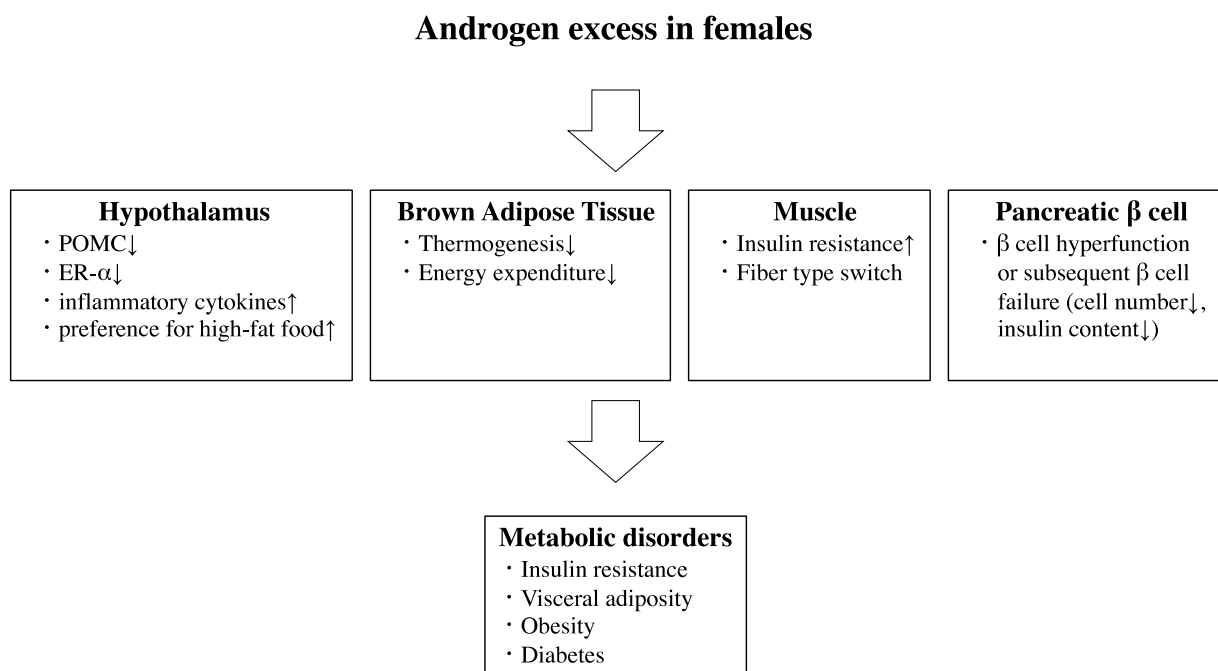 Androgen excess in females
Hypothalamus
・POMC↓
・ER-α↓
・inflammatory cytokines↑
・preference for high-fat food↑
Brown Adipose Tissue
・Thermogenesis↓
・Energy expenditure↓
Muscle
・Insulin resistance↑
・Fiber type switch
Pancreatic β cell
・β cell hyperfunction
or subsequent β cell
failure (cell number↓,
insulin content↓)
Metabolic disorders
・Insulin resistance
・Visceral adiposity
・Obesity
・Diabetes